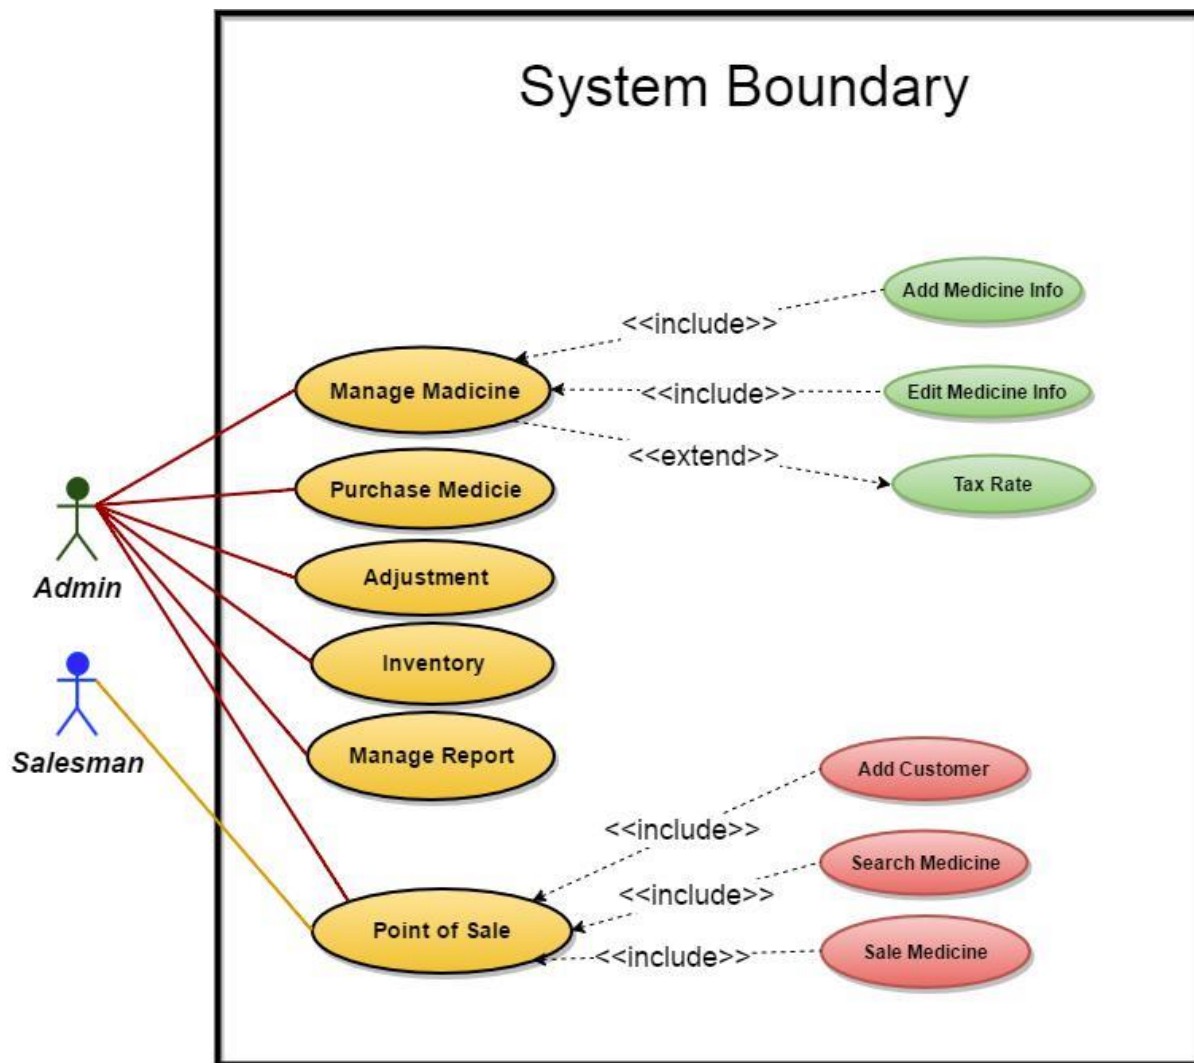 System Boundary
Add Medicine Info
<<include>>
Manage Madicine
<<include>>
Edit Medicine Info
<<extend>>
Tax Rate
Purchase Medicie
Admin
Adjustment
Inventory
Salesman
Manage Report
Add Customer
<<include>>
Search Medicine
<<include>>
Point of Sale
<<include>>
Sale Medicine